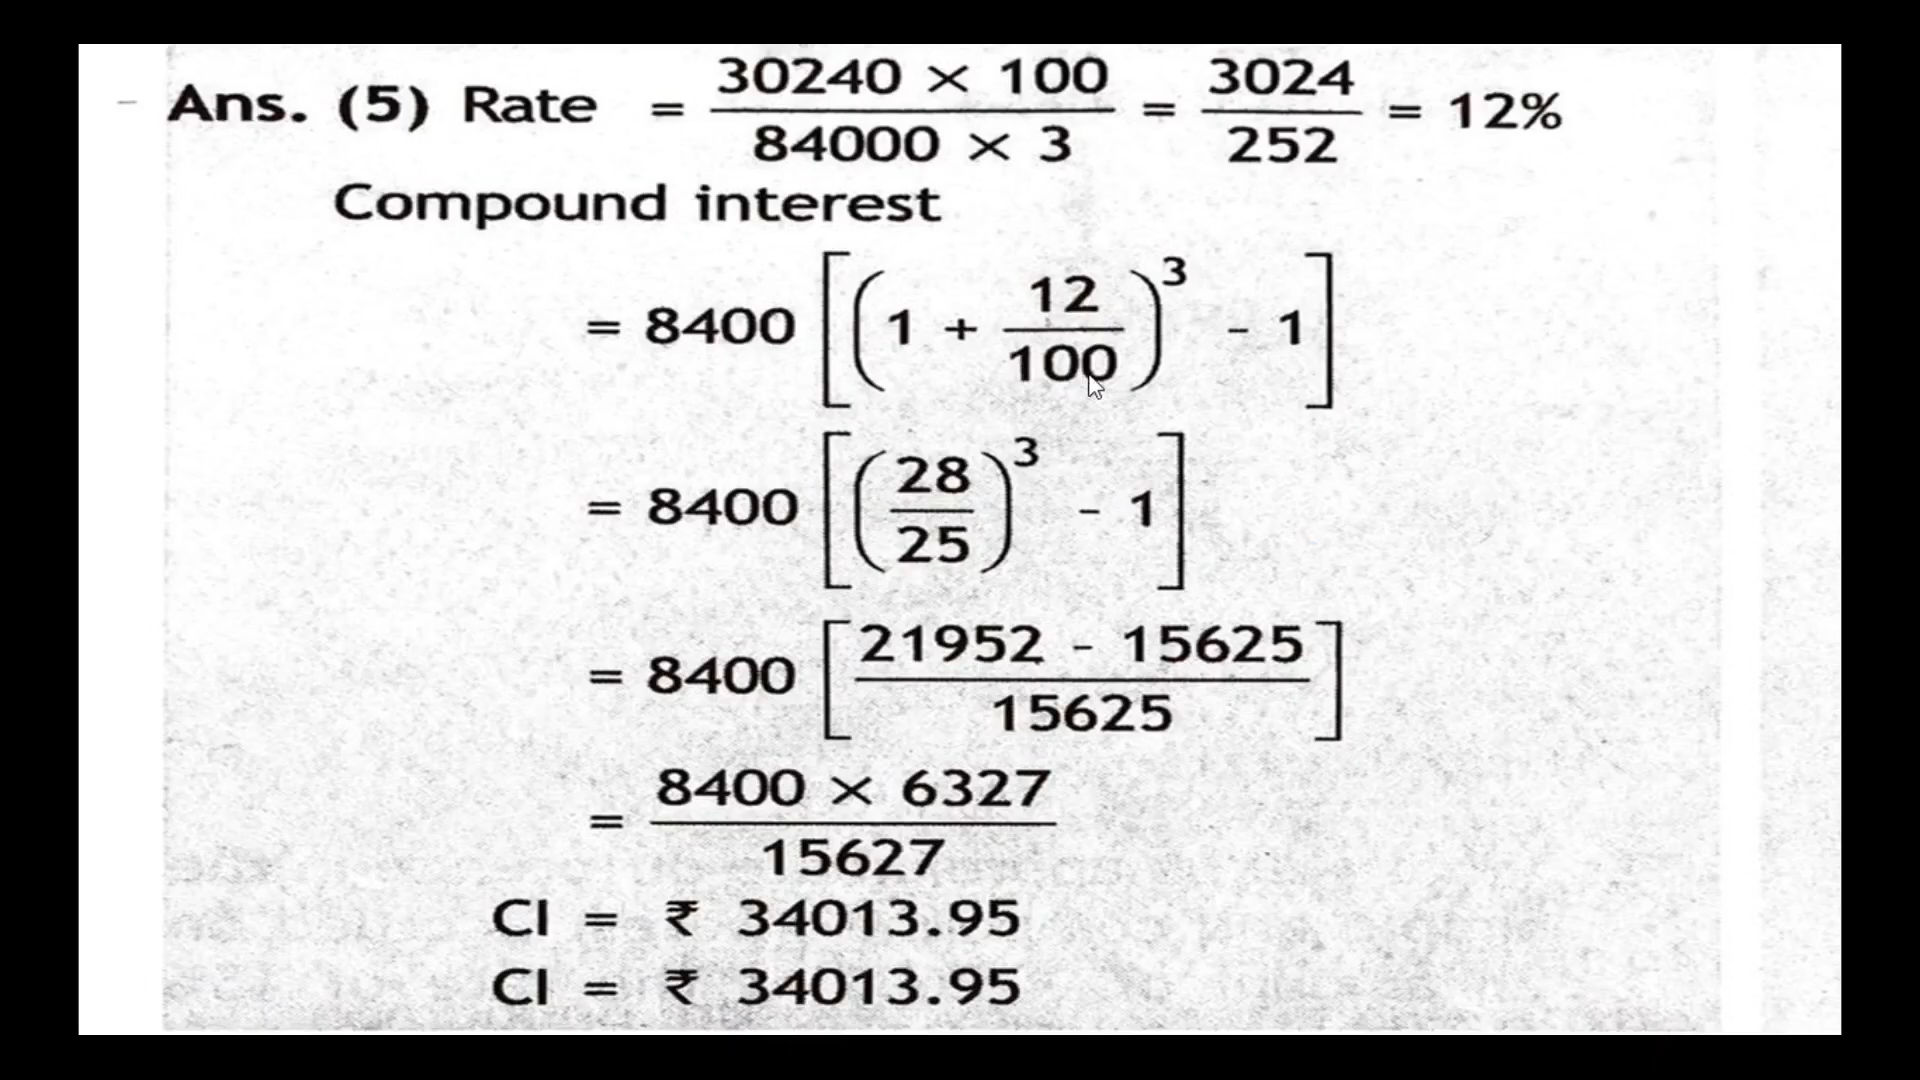 Ans. (5) Rate = 30240 × 100 / 84000 × 3 = 3024 / 252 = 12%
Compound interest
= 8400 [(1 + 12/100)^3 - 1]
= 8400 [(28/25)^3 - 1]
= 8400 [21952 - 15625 / 15625]
= 8400 × 6327 / 15627
CI = ₹ 34013.95
CI = ₹ 34013.95